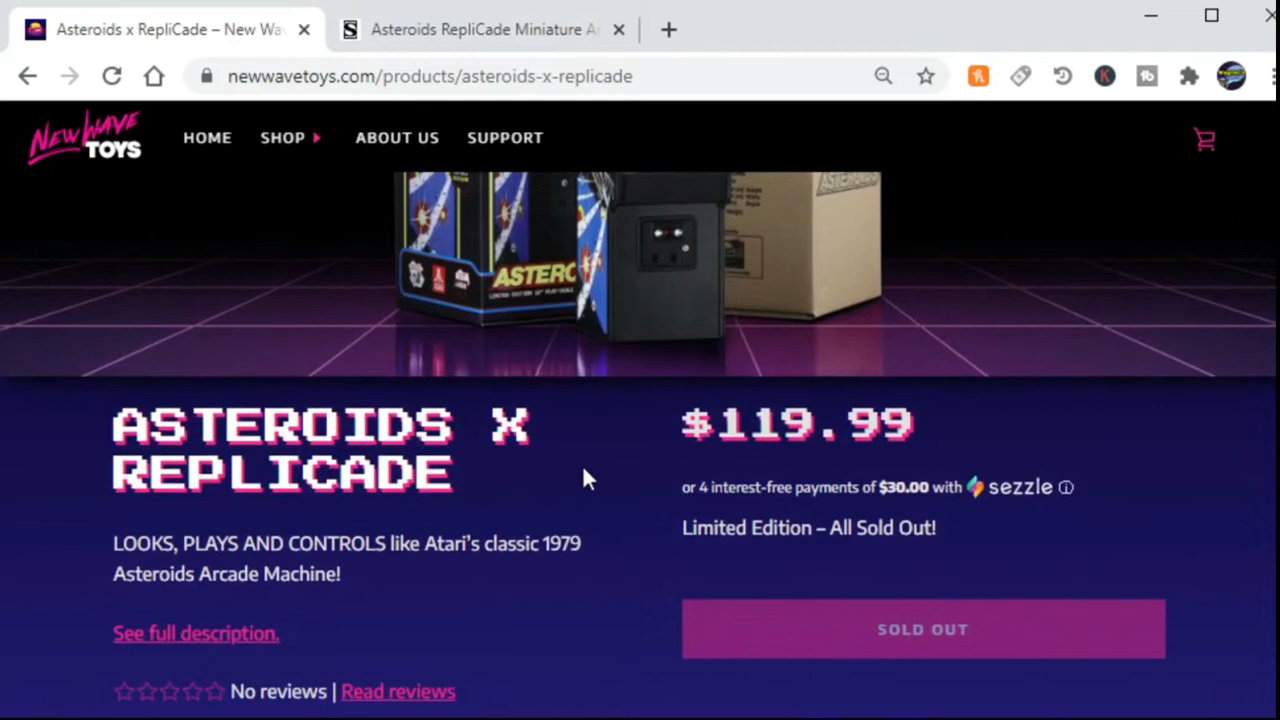 Asteroids x RepliCade – New Wav
Asteroids RepliCade Miniature A
newwavetoys.com/products/asteroids-x-replicade
NEW WAVE
TOYS
HOME
SHOP
ABOUT US
SUPPORT
ASTEROIDS
ASTERO
ASTEROIDS X
REPLICADE
LOOKS, PLAYS AND CONTROLS like Atari's classic 1979
Asteroids Arcade Machine!
See full description.
No reviews | Read reviews
$119.99
or 4 interest-free payments of $30.00 with sezzle
Limited Edition – All Sold Out!
SOLD OUT